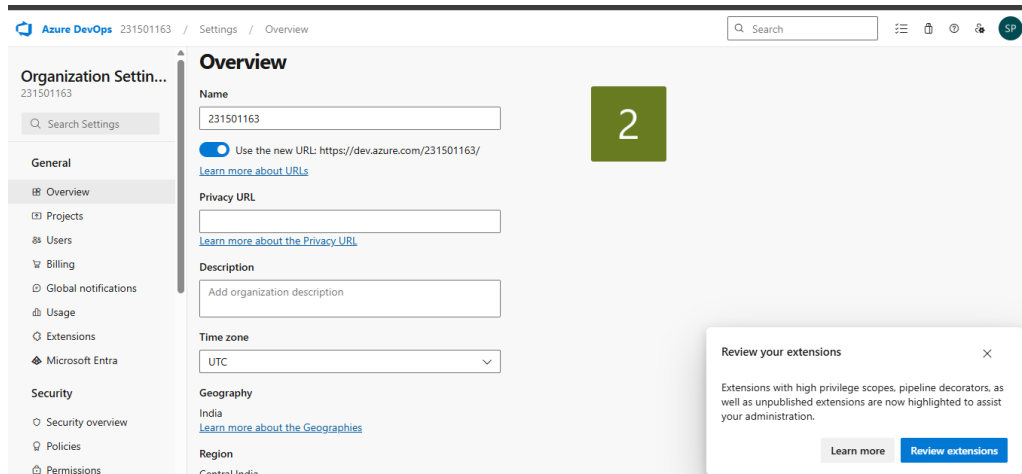 Azure DevOps 231501163 / Settings / Overview
Search
SP
Organization Settin...
231501163
Search Settings
General
Overview
Projects
Users
Billing
Global notifications
Usage
Extensions
Microsoft Entra
Security
Security overview
Policies
Permissions
Overview
Name
231501163
Use the new URL: https://dev.azure.com/231501163/
Learn more about URLs
Privacy URL
Learn more about the Privacy URL
Description
Add organization description
Time zone
UTC
Geography
India
Learn more about the Geographies
Region
Central India
2
Review your extensions
Extensions with high privilege scopes, pipeline decorators, as
well as unpublished extensions are now highlighted to assist
your administration.
Learn more
Review extensions